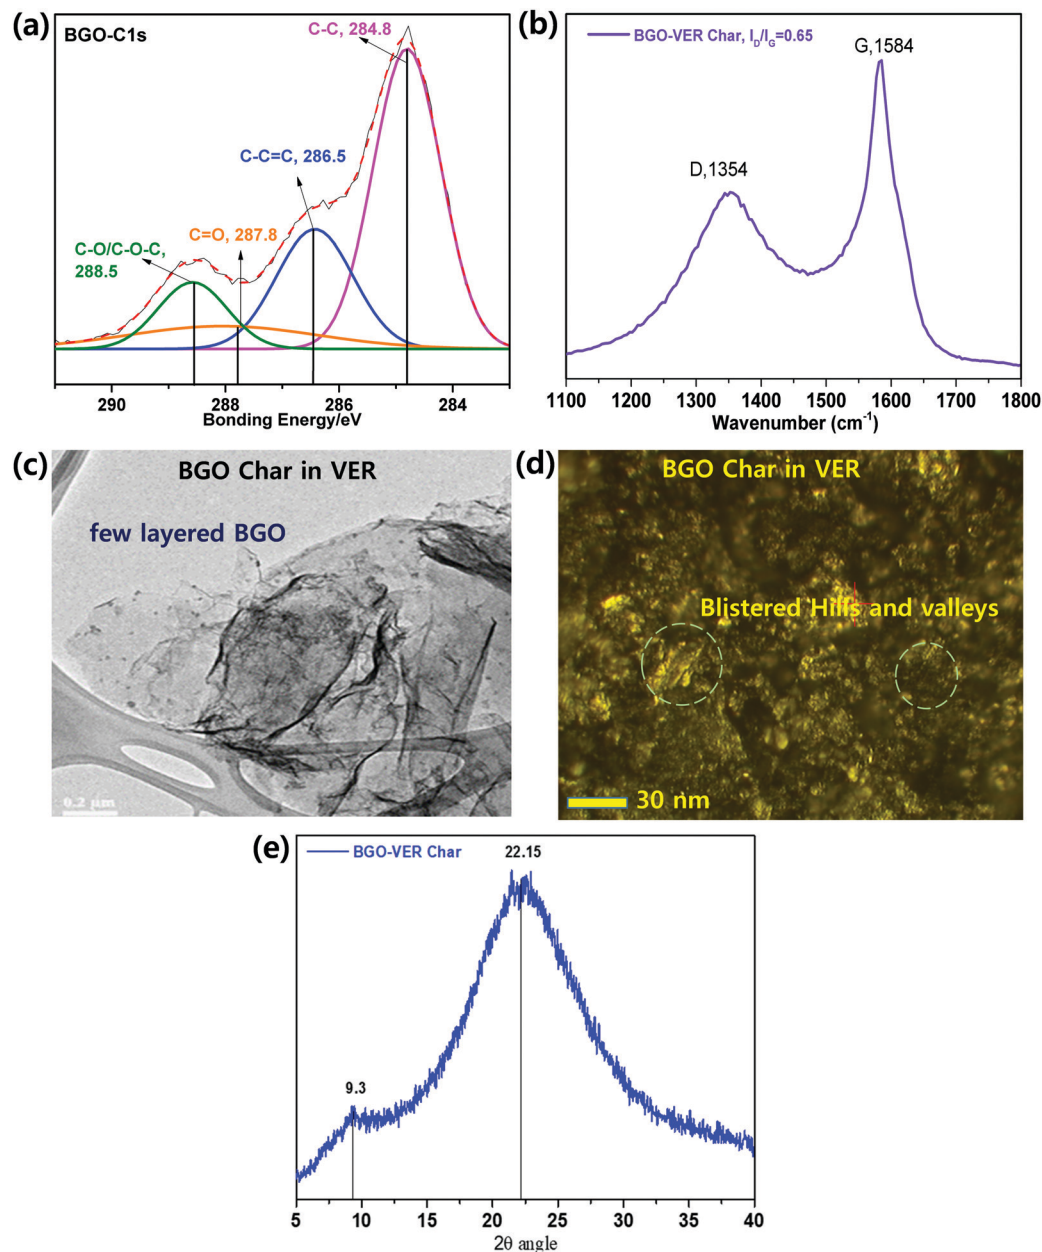 (a)
BGO-C1s
C-C, 284.8
C-C=C, 286.5
C=O, 287.8
C-O/C-O-C,
288.5
290 288 286 284
Bonding Energy/eV
(b)
BGO-VER Char, I_D/I_G=0.65
G,1584
D,1354
1100 1200 1300 1400 1500 1600 1700 1800
Wavenumber (cm⁻¹)
(c)
BGO Char in VER
few layered BGO
0.2 µm
(d)
BGO Char in VER
Blistered Hills and valleys
30 nm
(e)
BGO-VER Char
22.15
9.3
5 10 15 20 25 30 35 40
2θ angle